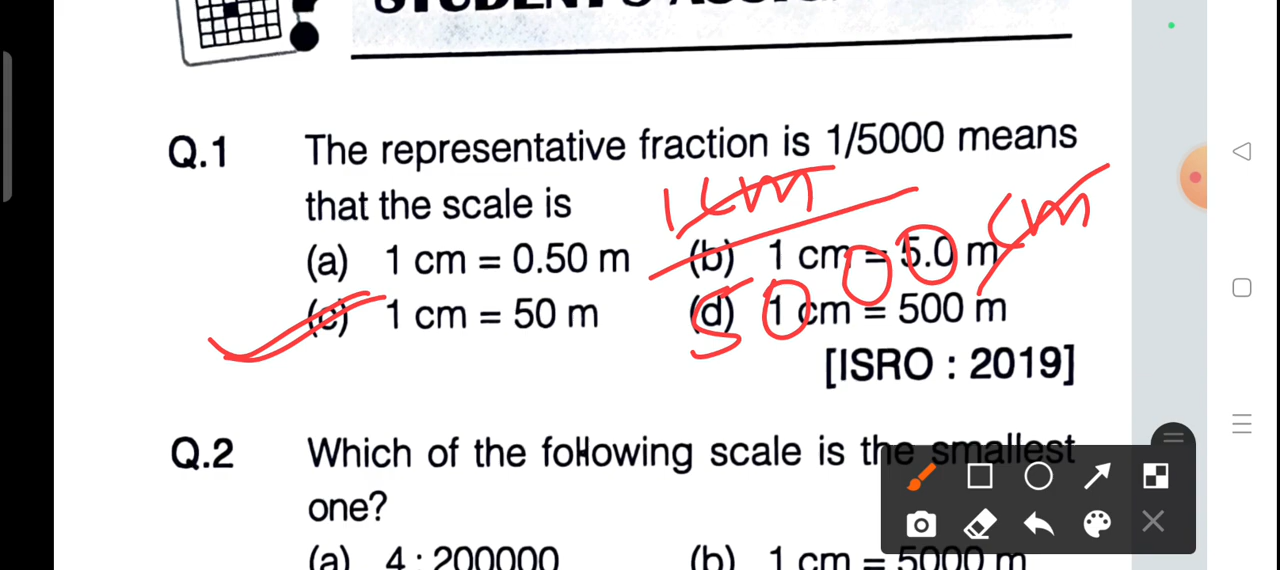 Q.1 The representative fraction is 1/5000 means
that the scale is
1 cm
(a) 1 cm = 0.50 m (b) 1 cm = 5.0 m
cm
(c) 1 cm = 50 m (d) 1 cm = 500 m
5000
[ISRO : 2019]
Q.2 Which of the following scale is the smallest
one?
(a) 4 : 200000 (b) 1 cm = 5000 m